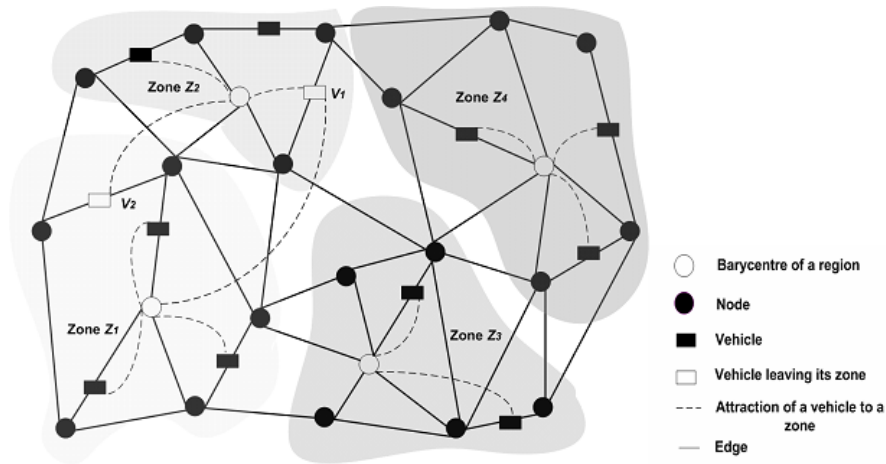 Zone Z2
V1
Zone Z4
V2
Zone Z1
Zone Z3
Barycentre of a region
Node
Vehicle
Vehicle leaving its zone
Attraction of a vehicle to a
zone
Edge